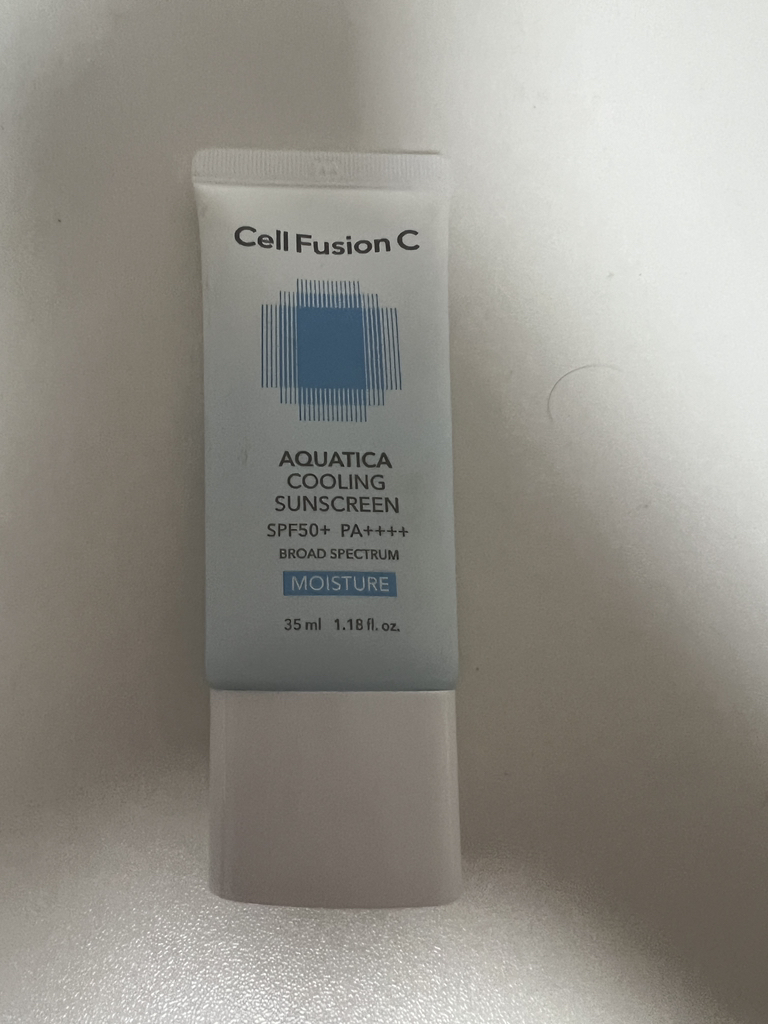 Cell Fusion C
AQUATICA
COOLING
SUNSCREEN
SPF50+ PA++++
BROAD SPECTRUM
MOISTURE
35 ml 1.18 fl. oz.